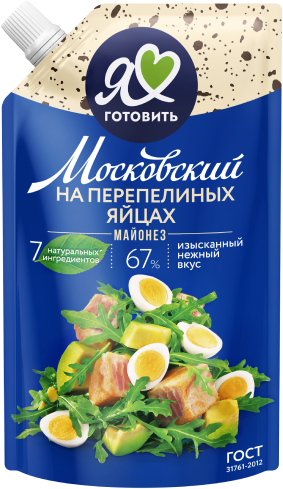 Я
ГОТОВИТЬ
Московский
НА ПЕРЕПЕЛИНЫХ
ЯЙЦАХ
МАЙОНЕЗ
7 натуральных*
ингредиентов
67%
изысканный
нежный
вкус
ГОСТ
31761-2012